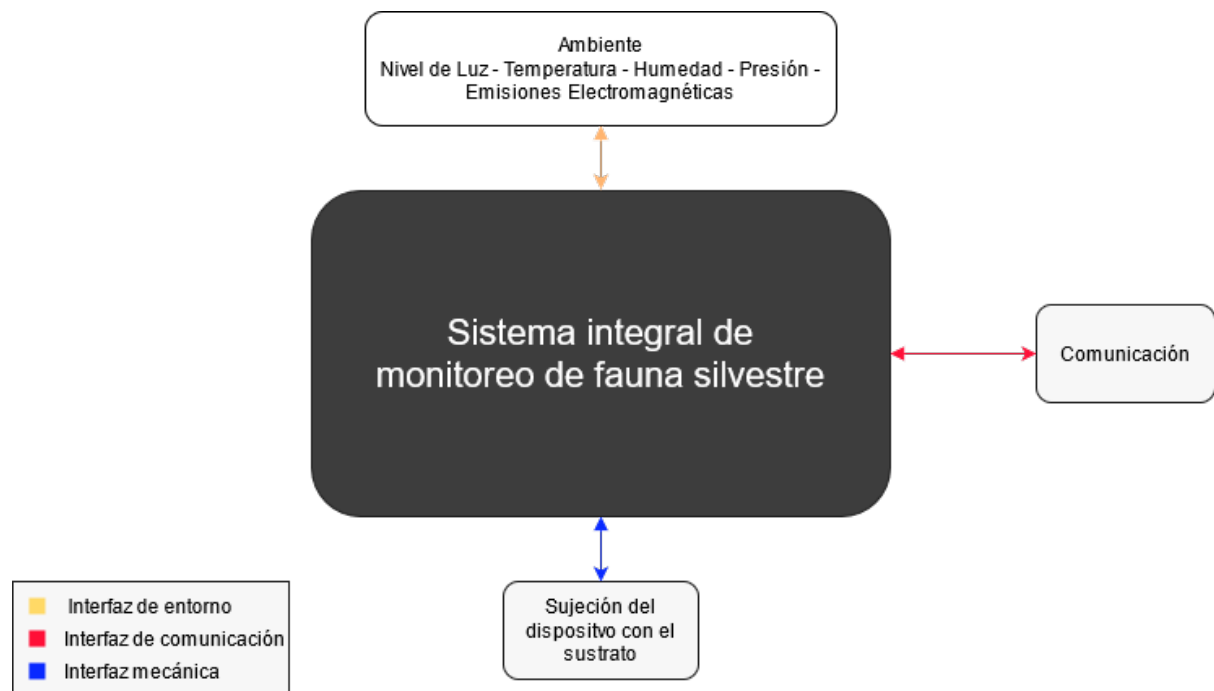 Ambiente
Nivel de Luz - Temperatura - Humedad - Presión -
Emisiones Electromagnéticas
Sistema integral de
monitoreo de fauna silvestre
Comunicación
Sujeción del
dispositvo con el
sustrato
Interfaz de entorno
Interfaz de comunicación
Interfaz mecánica